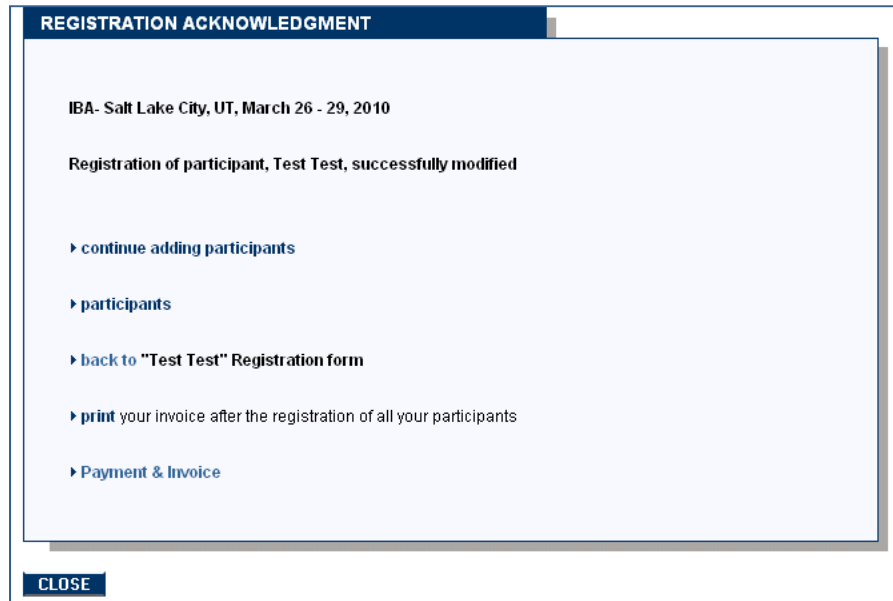 REGISTRATION ACKNOWLEDGMENT
IBA- Salt Lake City, UT, March 26 - 29, 2010
Registration of participant, Test Test, successfully modified
continue adding participants
participants
back to "Test Test" Registration form
print your invoice after the registration of all your participants
Payment & Invoice
CLOSE